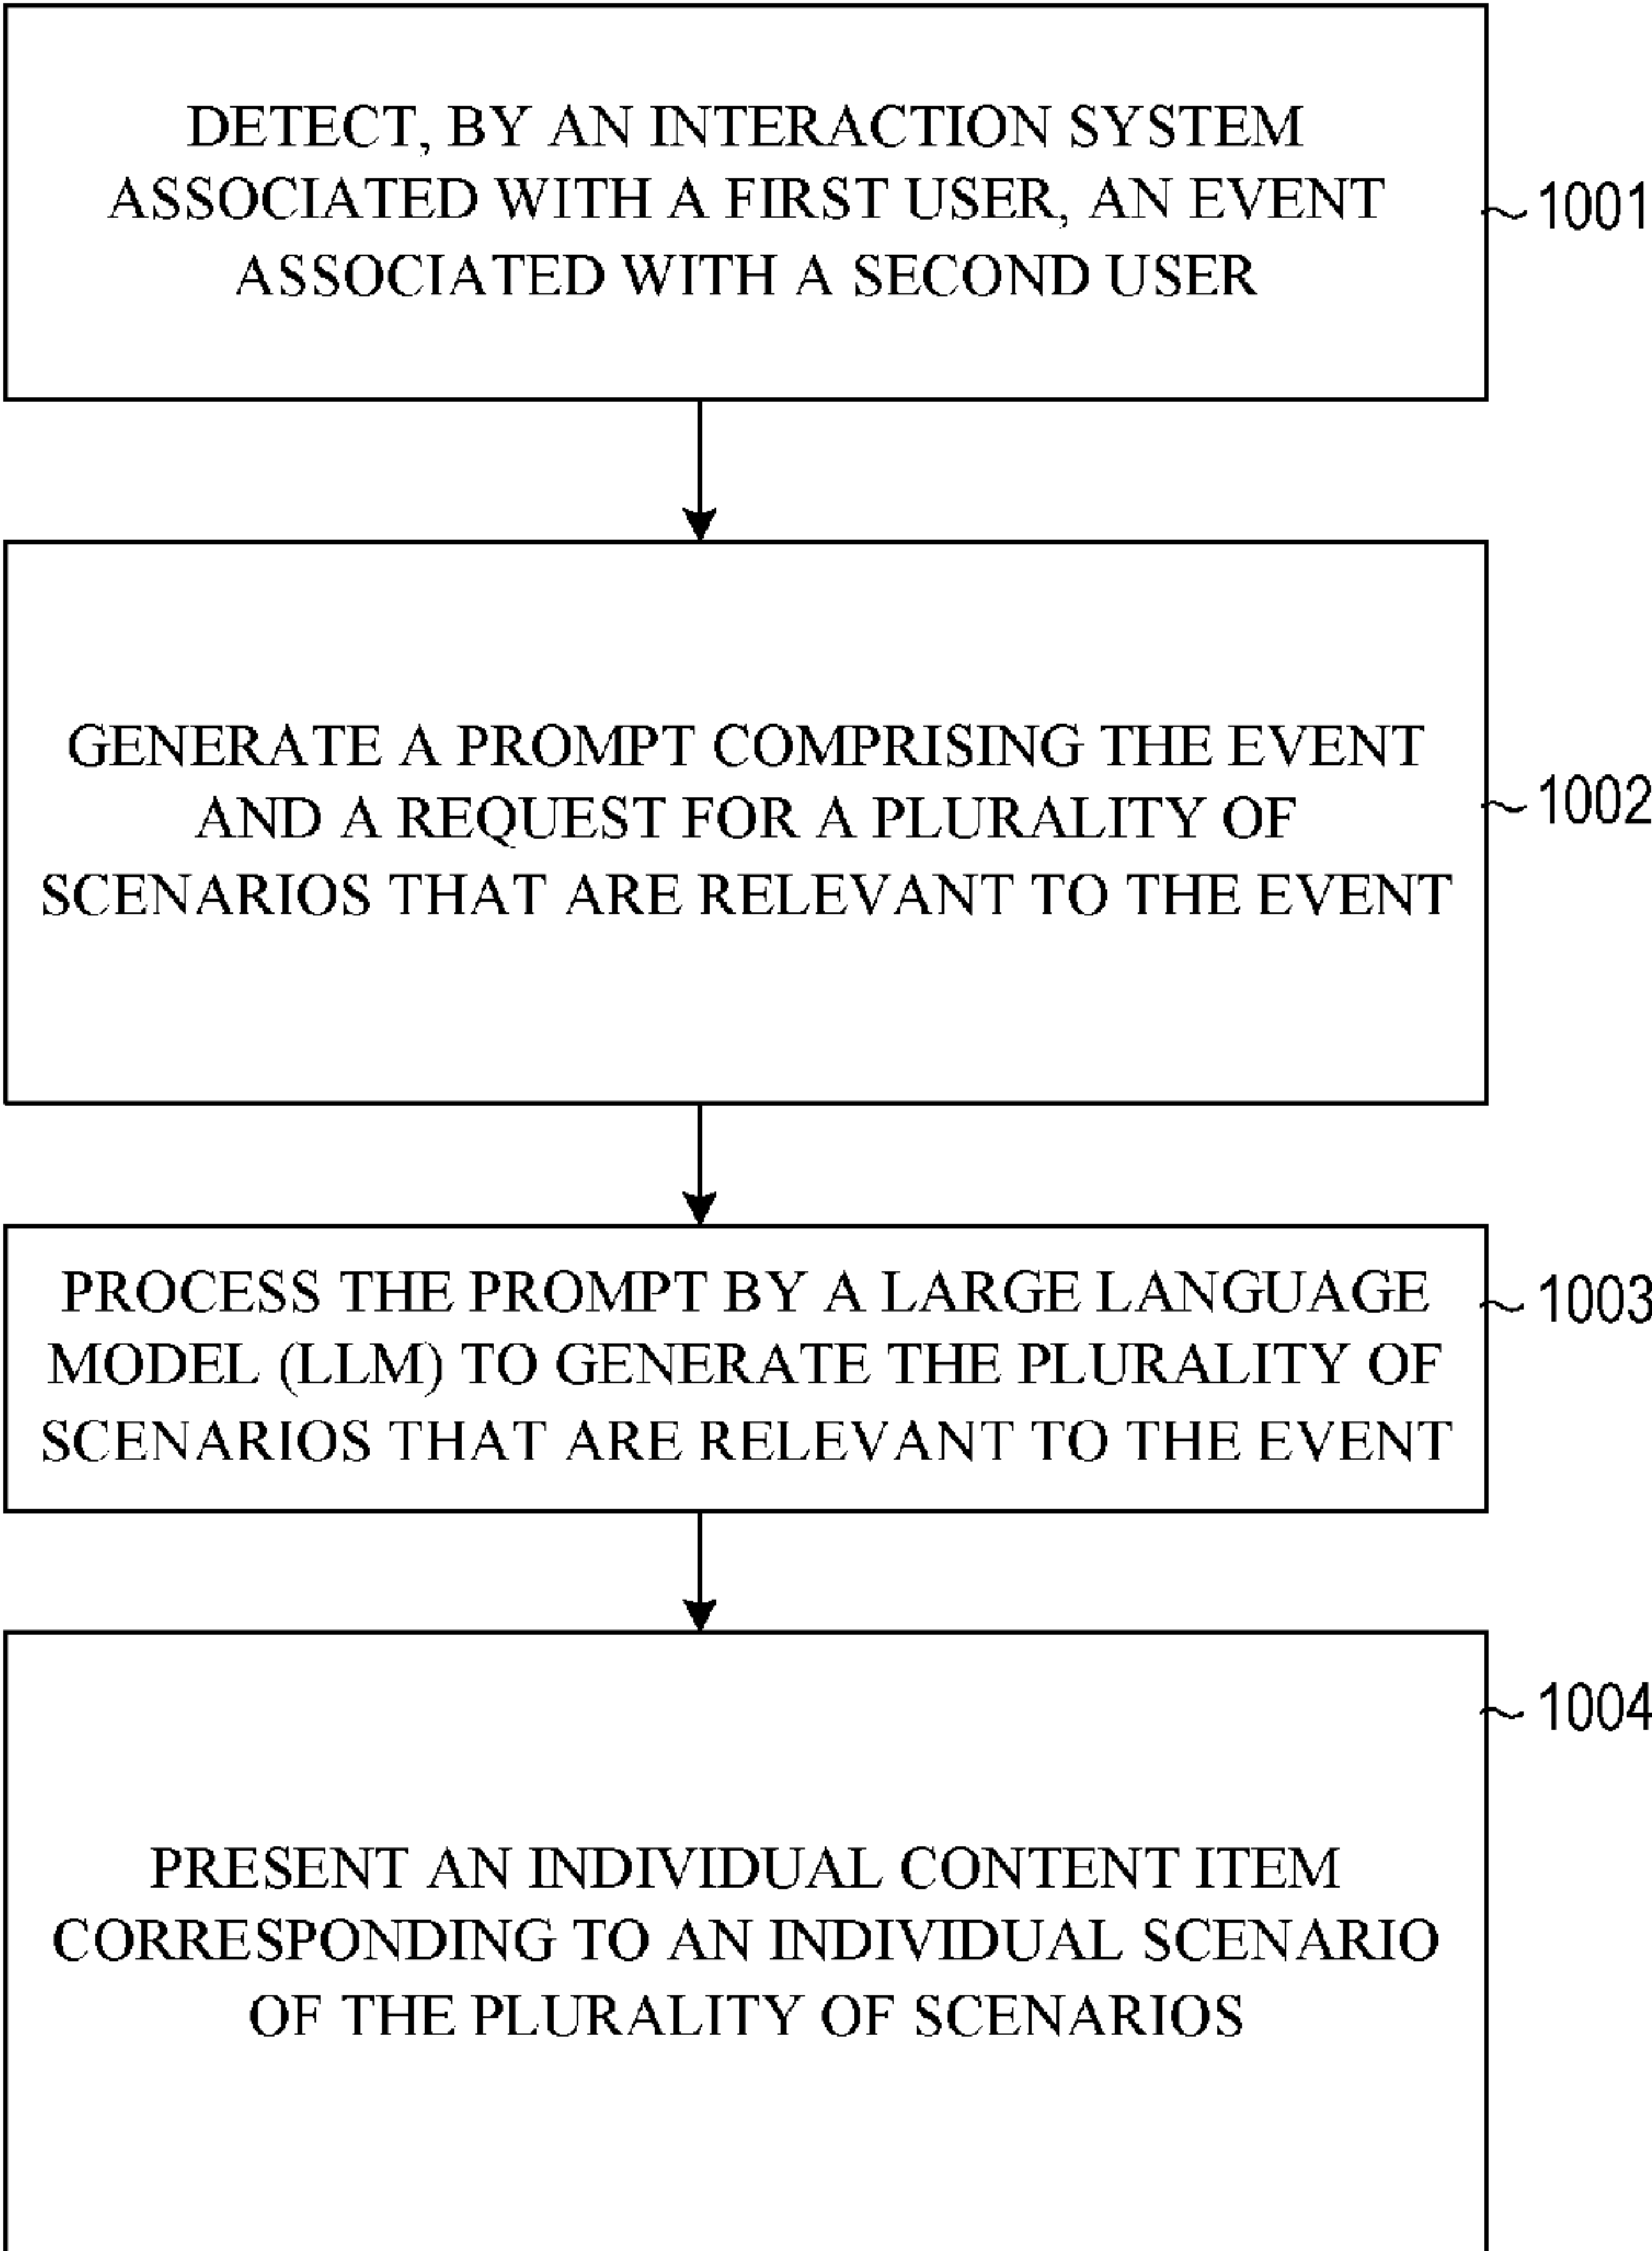 DETECT, BY AN INTERACTION SYSTEM
ASSOCIATED WITH A FIRST USER, AN EVENT
ASSOCIATED WITH A SECOND USER
1001
GENERATE A PROMPT COMPRISING THE EVENT
AND A REQUEST FOR A PLURALITY OF
SCENARIOS THAT ARE RELEVANT TO THE EVENT
1002
PROCESS THE PROMPT BY A LARGE LANGUAGE
MODEL (LLM) TO GENERATE THE PLURALITY OF
SCENARIOS THAT ARE RELEVANT TO THE EVENT
1003
PRESENT AN INDIVIDUAL CONTENT ITEM
CORRESPONDING TO AN INDIVIDUAL SCENARIO
OF THE PLURALITY OF SCENARIOS
1004